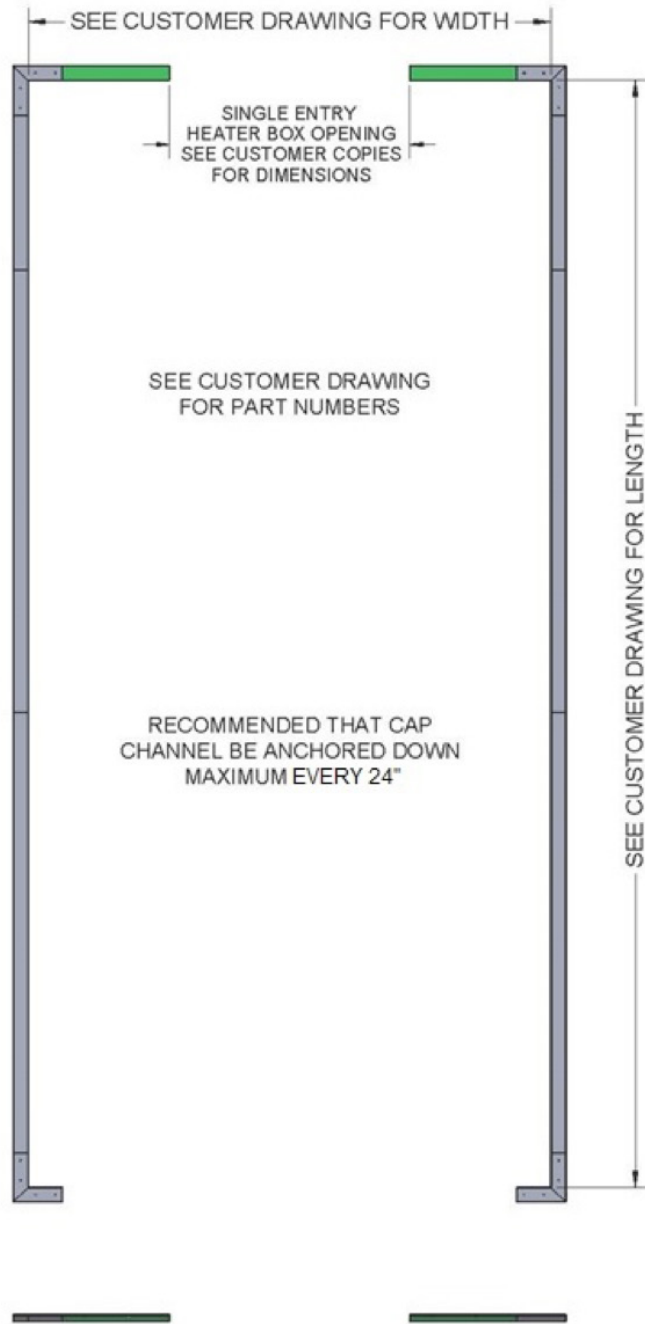 SEE CUSTOMER DRAWING FOR WIDTH
SINGLE ENTRY
HEATER BOX OPENING
SEE CUSTOMER COPIES
FOR DIMENSIONS
SEE CUSTOMER DRAWING
FOR PART NUMBERS
SEE CUSTOMER DRAWING FOR LENGTH
RECOMMENDED THAT CAP
CHANNEL BE ANCHORED DOWN
MAXIMUM EVERY 24"